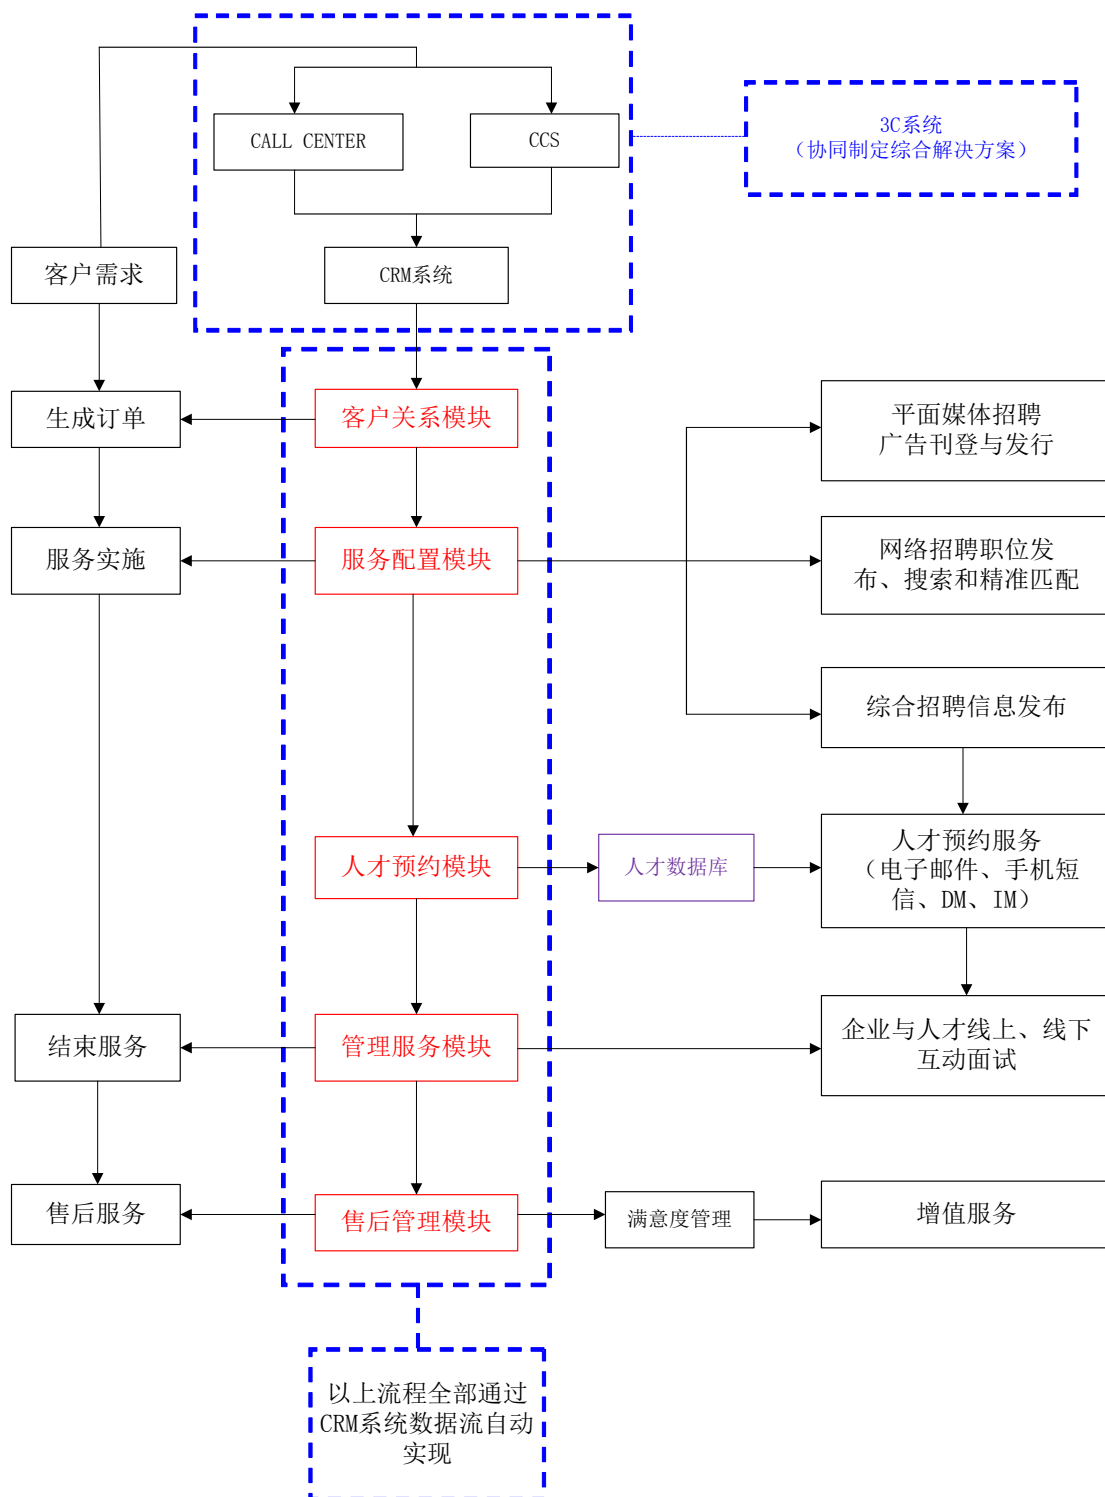 CALL CENTER
CCS
3C系统
（协同制定综合解决方案）
客户需求
CRM系统
生成订单
客户关系模块
平面媒体招聘
广告刊登与发行
服务实施
服务配置模块
网络招聘职位发
布、搜索和精准匹配
综合招聘信息发布
人才预约模块
人才数据库
人才预约服务
（电子邮件、手机短
信、DM、IM）
结束服务
管理服务模块
企业与人才线上、线下
互动面试
售后服务
售后管理模块
满意度管理
增值服务
以上流程全部通过
CRM系统数据流自动
实现